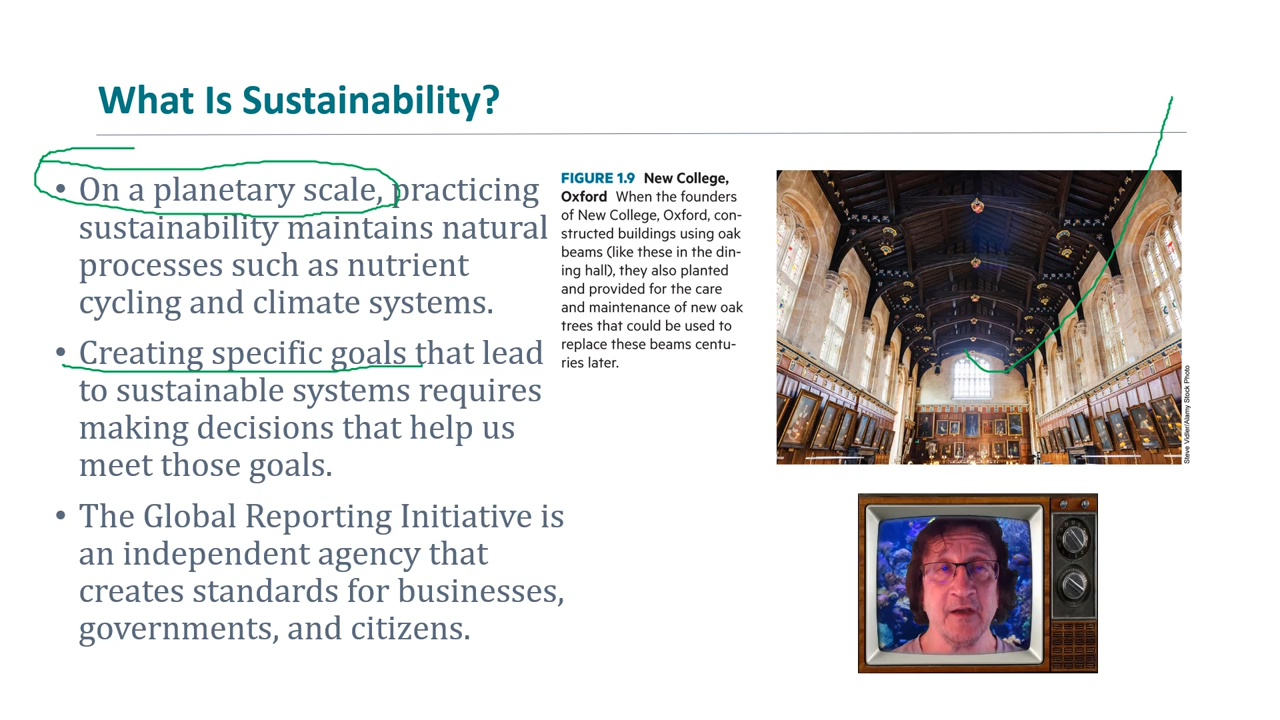 What Is Sustainability?
• On a planetary scale, practicing
sustainability maintains natural
processes such as nutrient
cycling and climate systems.
• Creating specific goals that lead
to sustainable systems requires
making decisions that help us
meet those goals.
• The Global Reporting Initiative is
an independent agency that
creates standards for businesses,
governments, and citizens.
FIGURE 1.9 New College,
Oxford When the founders
of New College, Oxford, con-
structed buildings using oak
beams (like these in the din-
ing hall), they also planted
and provided for the care
and maintenance of new oak
trees that could be used to
replace these beams centu-
ries later.
Steve Vidler/Alamy Stock Photo